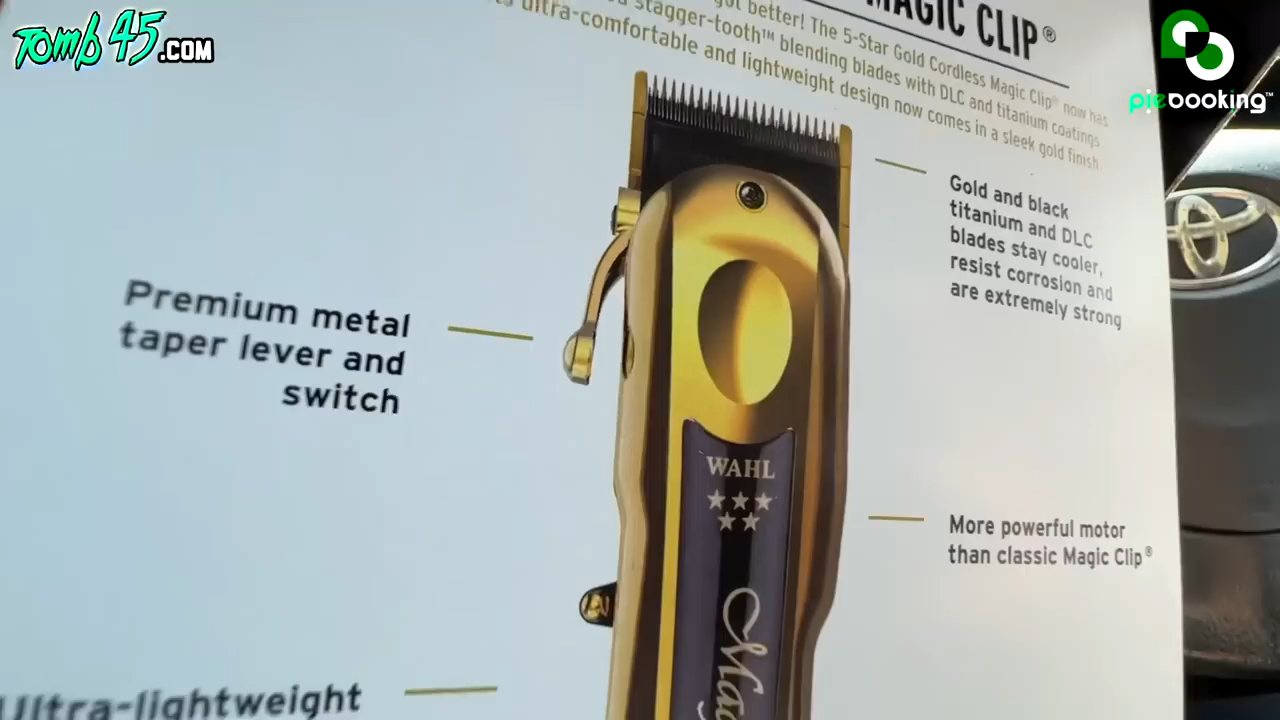 TOMB45.COM
piebooking™
MAGIC CLIP®
got better! The 5-Star Gold Cordless Magic Clip® now has
stagger-tooth™ blending blades with DLC and titanium coatings
ultra-comfortable and lightweight design now comes in a sleek gold finish
Gold and black
titanium and DLC
blades stay cooler,
resist corrosion and
are extremely strong
Premium metal
taper lever and
switch
WAHL
More powerful motor
than classic Magic Clip®
Ultra-lightweight